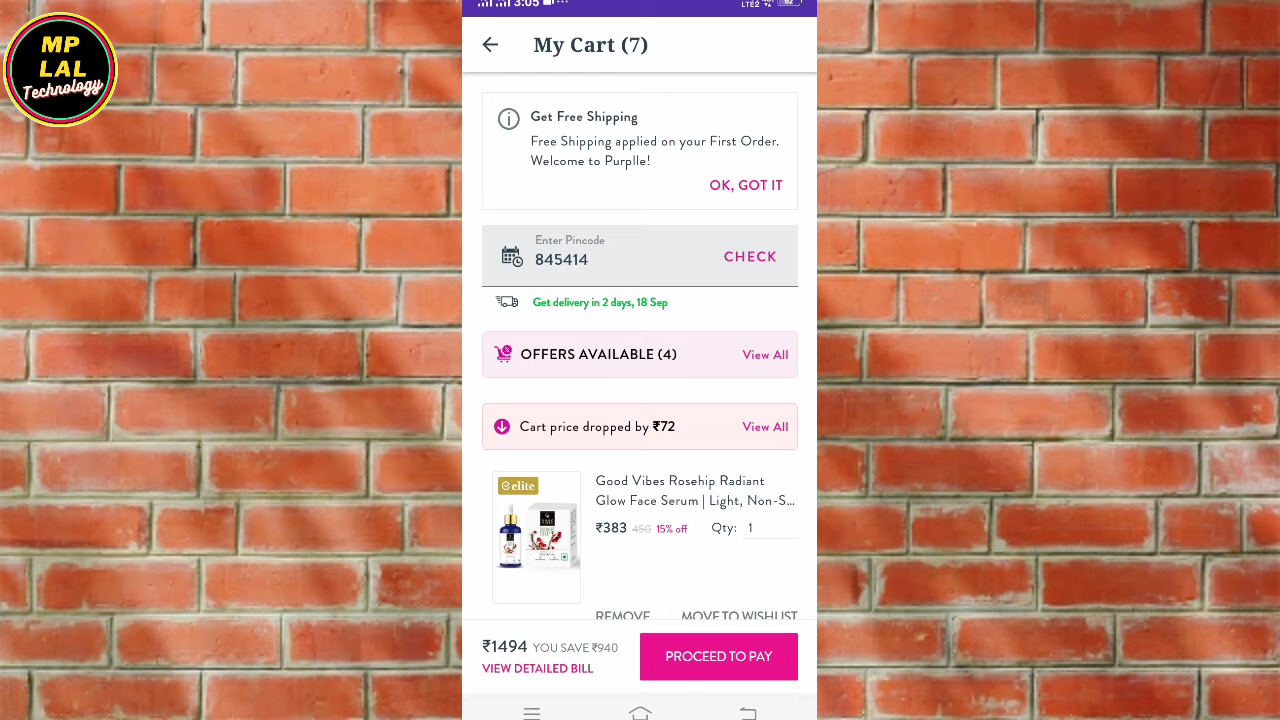 MP
LAL
Technology
3:05
LTE2
62
My Cart (7)
Get Free Shipping
Free Shipping applied on your First Order.
Welcome to Purplle!
OK, GOT IT
Enter Pincode
845414
CHECK
Get delivery in 2 days, 18 Sep
OFFERS AVAILABLE (4)
View All
Cart price dropped by ₹72
View All
elite
Good Vibes Rosehip Radiant
Glow Face Serum | Light, Non-S...
₹383 450 15% off Qty: 1
REMOVE MOVE TO WISHLIST
₹1494 YOU SAVE ₹940
VIEW DETAILED BILL
PROCEED TO PAY